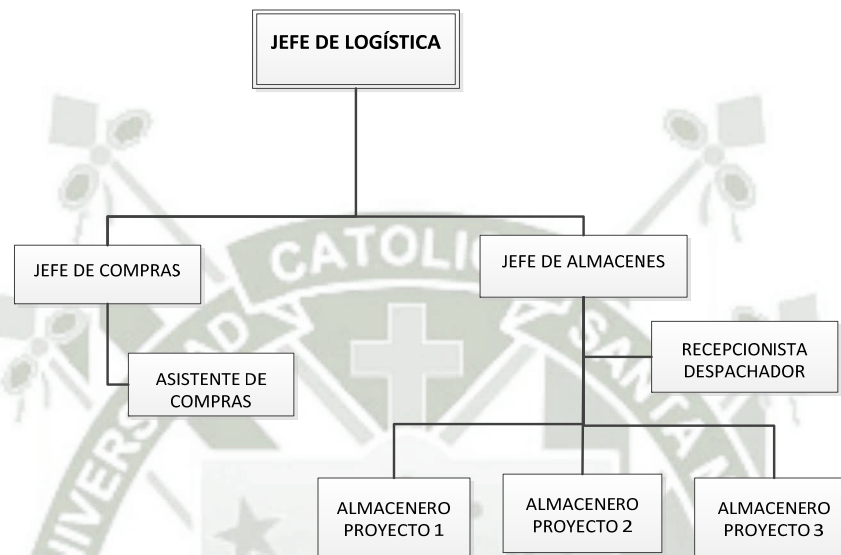 JEFE DE LOGÍSTICA
CATOLIC
JEFE DE COMPRAS
JEFE DE ALMACENES
RECEPCIONISTA
DESPACHADOR
ASISTENTE DE
COMPRAS
ALMACENERO
PROYECTO 1
ALMACENERO
PROYECTO 2
ALMACENERO
PROYECTO 3